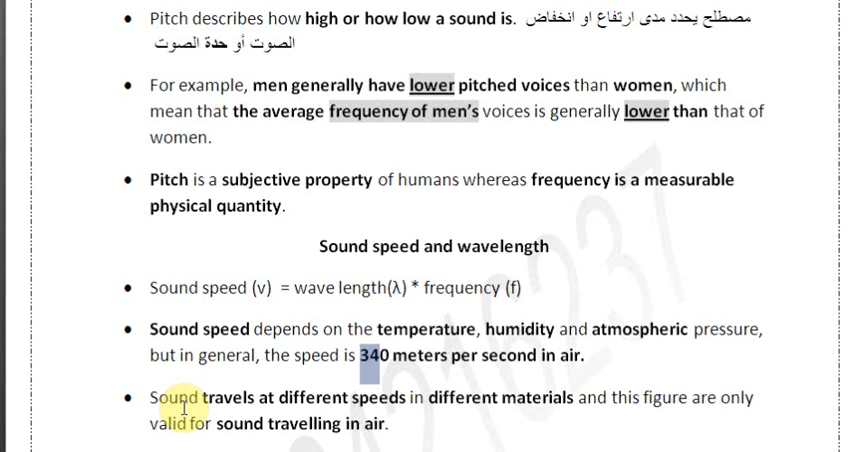 • Pitch describes how high or how low a sound is. مصطلح يحدد مدى ارتفاع او انخفاض
الصوت أو حدة الصوت
• For example, men generally have lower pitched voices than women, which
mean that the average frequency of men's voices is generally lower than that of
women.
• Pitch is a subjective property of humans whereas frequency is a measurable
physical quantity.
Sound speed and wavelength
• Sound speed (v) = wave length(λ) * frequency (f)
• Sound speed depends on the temperature, humidity and atmospheric pressure,
but in general, the speed is 340 meters per second in air.
• Sound travels at different speeds in different materials and this figure are only
valid for sound travelling in air.